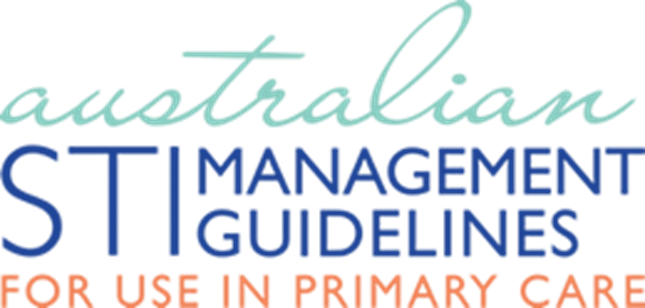 australian
STI MANAGEMENT
GUIDELINES
FOR USE IN PRIMARY CARE